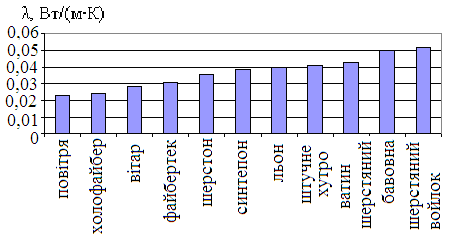 λ, Вт/(м·К)
0,06
0,05
0,04
0,03
0,02
0,01
0
повітря
холофайбер
вітар
файбертек
шерстон
синтепон
льон
штучне
хутро
ватин
шерстяний
бавовна
шерстяний
войлок